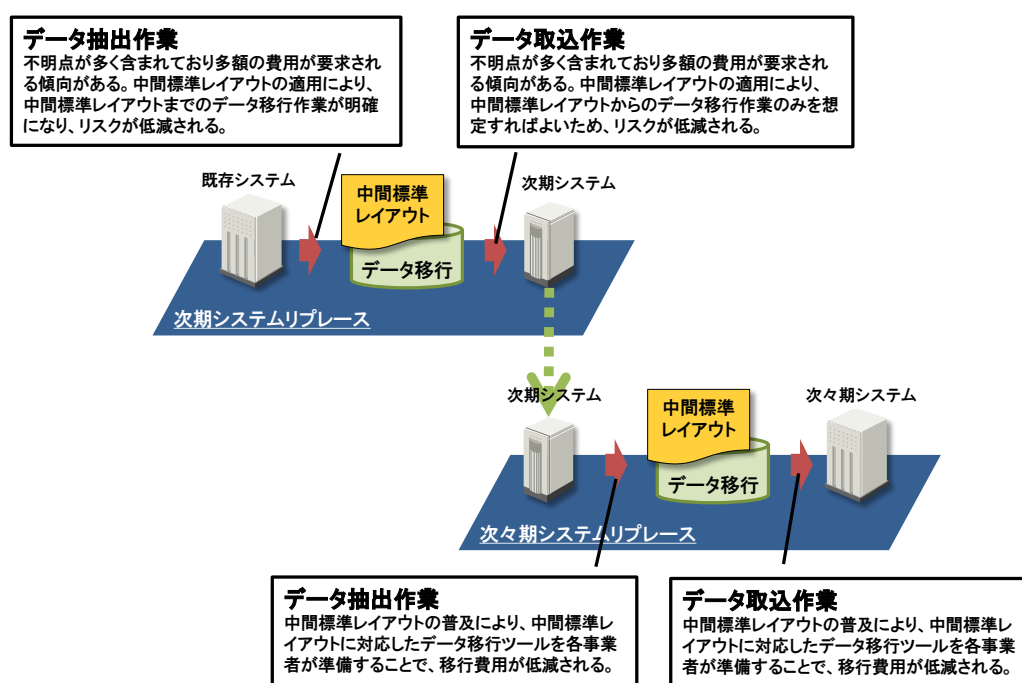 データ抽出作業
不明点が多く含まれており多額の費用が要求され
る傾向がある。中間標準レイアウトの適用により、
中間標準レイアウトまでのデータ移行作業が明確
になり、リスクが低減される。
データ取込作業
不明点が多く含まれており多額の費用が要求され
る傾向がある。中間標準レイアウトの適用により、
中間標準レイアウトからのデータ移行作業のみを想
定すればよいため、リスクが低減される。
既存システム
中間標準
レイアウト
次期システム
データ移行
次期システムリプレース
次期システム
中間標準
レイアウト
次々期システム
データ移行
次々期システムリプレース
データ抽出作業
中間標準レイアウトの普及により、中間標準レ
イアウトに対応したデータ移行ツールを各事業
者が準備することで、移行費用が低減される。
データ取込作業
中間標準レイアウトの普及により、中間標準レ
イアウトに対応したデータ移行ツールを各事業
者が準備することで、移行費用が低減される。